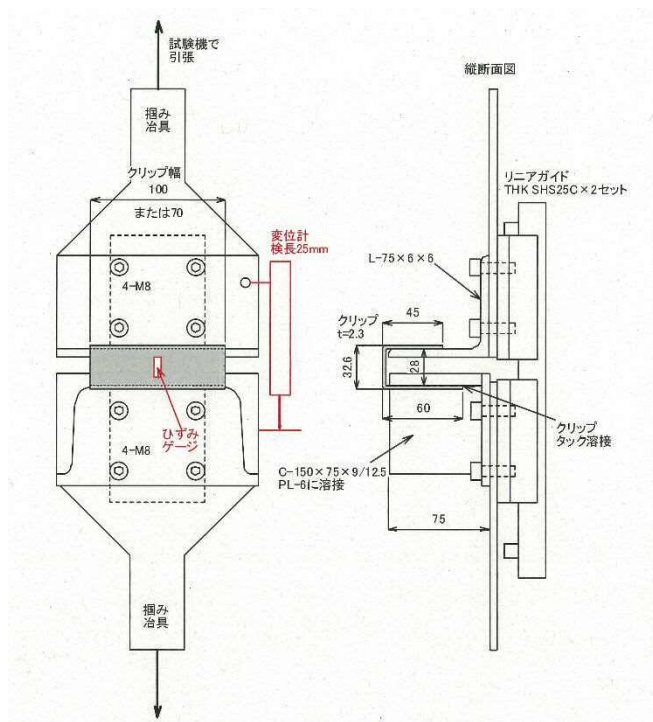 試験機で
引張
掴み
冶具
クリップ幅
100
または70
変位計
検長25mm
4-M8
ひずみ
ゲージ
4-M8
掴み
冶具
縦断面図
リニアガイド
THK SHS25C×2セット
L-75×6×6
45
クリップ
t=2.3
32.6
28
60
クリップ
タック溶接
C-150×75×9/12.5
PL-6に溶接
75